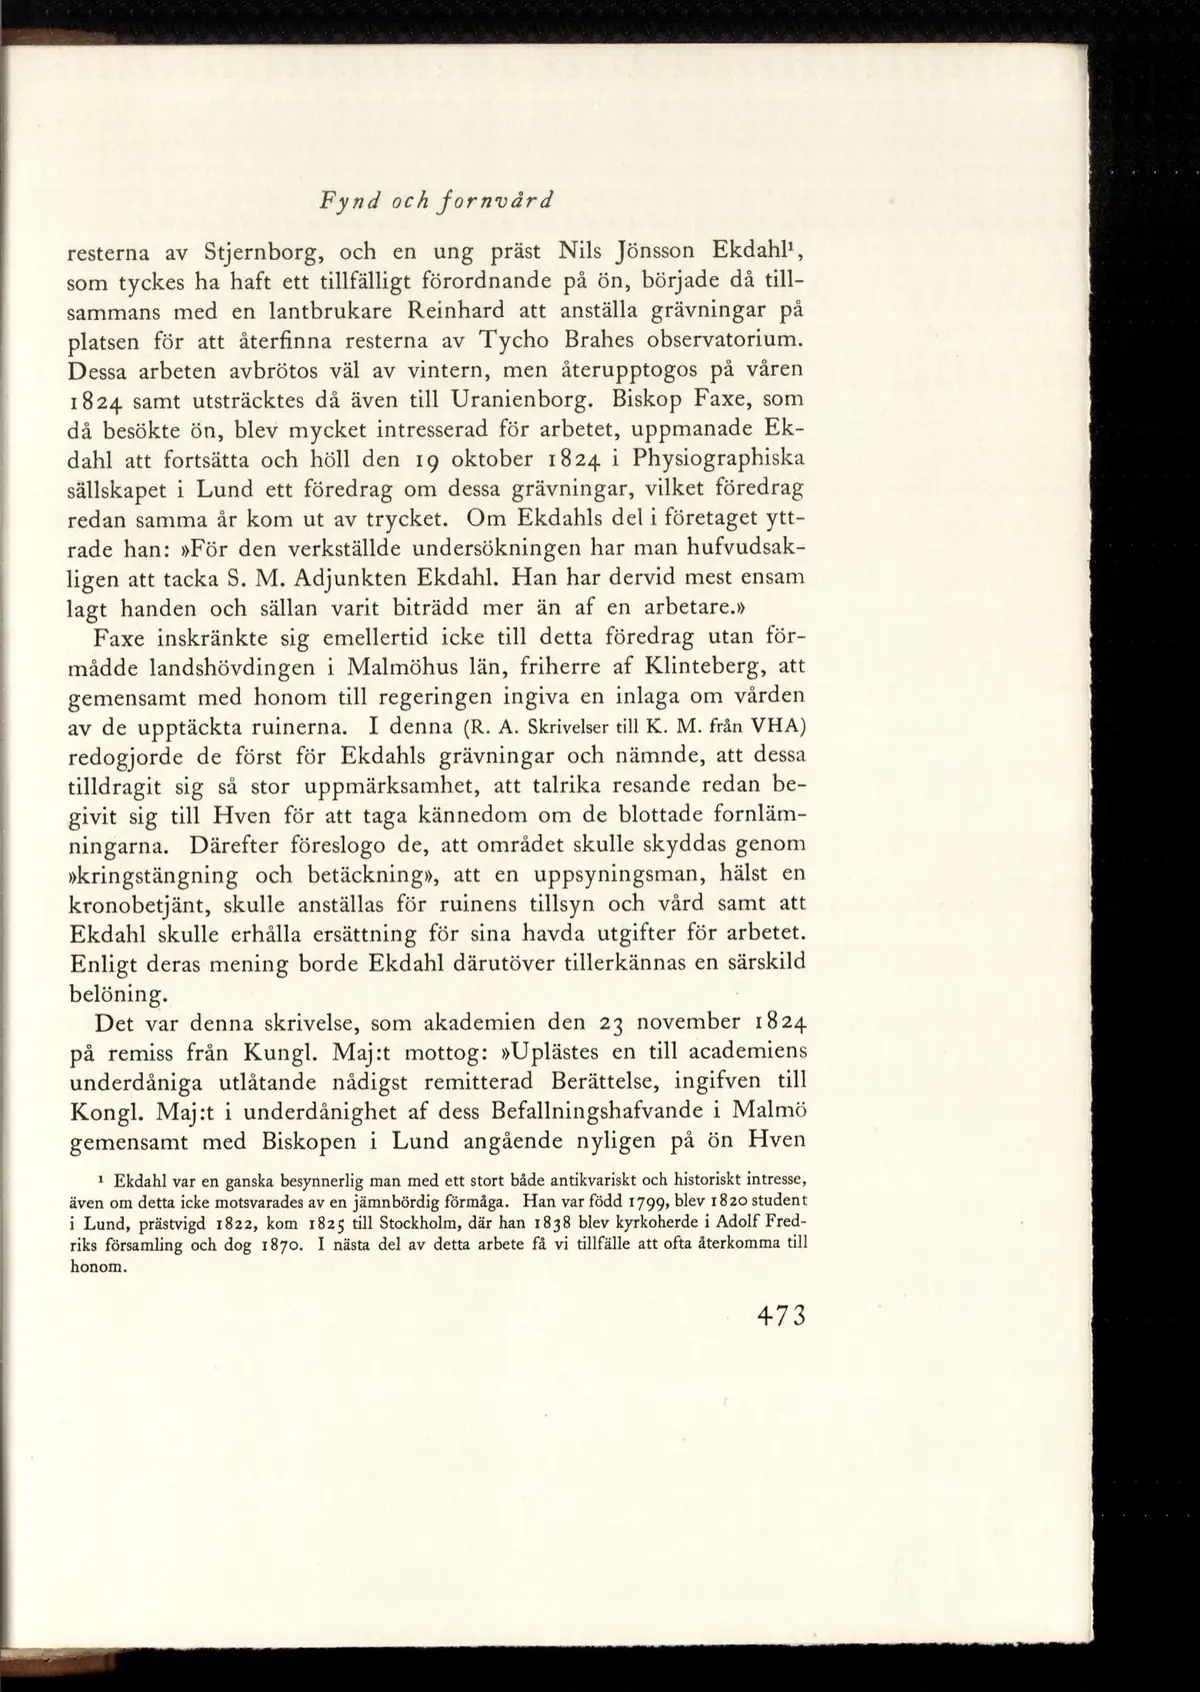 Fynd och fornvård
resterna av Stjernborg, och en ung präst Nils Jönsson Ekdahl¹,
som tyckes ha haft ett tillfälligt förordnande på ön, började då till-
sammans med en lantbrukare Reinhard att anställa grävningar på
platsen för att återfinna resterna av Tycho Brahes observatorium.
Dessa arbeten avbrötos väl av vintern, men återupptogos på våren
1824 samt utsträcktes då även till Uranienborg. Biskop Faxe, som
då besökte ön, blev mycket intresserad för arbetet, uppmanade Ek-
dahl att fortsätta och höll den 19 oktober 1824 i Physiographiska
sällskapet i Lund ett föredrag om dessa grävningar, vilket föredrag
redan samma år kom ut av trycket. Om Ekdahls del i företaget ytt-
rade han: »För den verkställde undersökningen har man hufvudsak-
ligen att tacka S. M. Adjunkten Ekdahl. Han har dervid mest ensam
lagt handen och sällan varit biträdd mer än af en arbetare.»
Faxe inskränkte sig emellertid icke till detta föredrag utan för-
mådde landshövdingen i Malmöhus län, friherre af Klinteberg, att
gemensamt med honom till regeringen ingiva en inlaga om vården
av de upptäckta ruinerna. I denna (R. A. Skrivelser till K. M. från VHA)
redogjorde de först för Ekdahls grävningar och nämnde, att dessa
tilldragit sig så stor uppmärksamhet, att talrika resande redan be-
givit sig till Hven för att taga kännedom om de blottade fornläm-
ningarna. Därefter föreslogo de, att området skulle skyddas genom
»kringstängning och betäckning», att en uppsyningsman, hälst en
kronobetjänt, skulle anställas för ruinens tillsyn och vård samt att
Ekdahl skulle erhålla ersättning för sina havda utgifter för arbetet.
Enligt deras mening borde Ekdahl därutöver tillerkännas en särskild
belöning.
Det var denna skrivelse, som akademien den 23 november 1824
på remiss från Kungl. Maj:t mottog: »Uplästes en till academiens
underdåniga utlåtande nådigst remitterad Berättelse, ingifven till
Kongl. Maj:t i underdånighet af dess Befallningshafvande i Malmö
gemensamt med Biskopen i Lund angående nyligen på ön Hven
¹ Ekdahl var en ganska besynnerlig man med ett stort både antikvariskt och historiskt intresse,
även om detta icke motsvarades av en jämnbördig förmåga. Han var född 1799, blev 1820 student
i Lund, prästvigd 1822, kom 1825 till Stockholm, där han 1838 blev kyrkoherde i Adolf Fred-
riks församling och dog 1870. I nästa del av detta arbete få vi tillfälle att ofta återkomma till
honom.
473